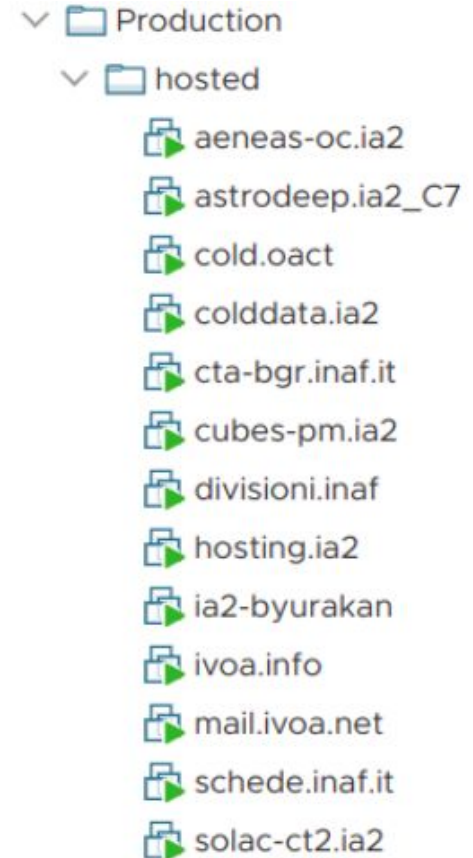 Production
hosted
aeneas-oc.ia2
astrodeep.ia2_C7
cold.oact
colddata.ia2
cta-bgr.inaf.it
cubes-pm.ia2
divisioni.inaf
hosting.ia2
ia2-byurakan
ivoa.info
mail.ivoa.net
schede.inaf.it
solac-ct2.ia2